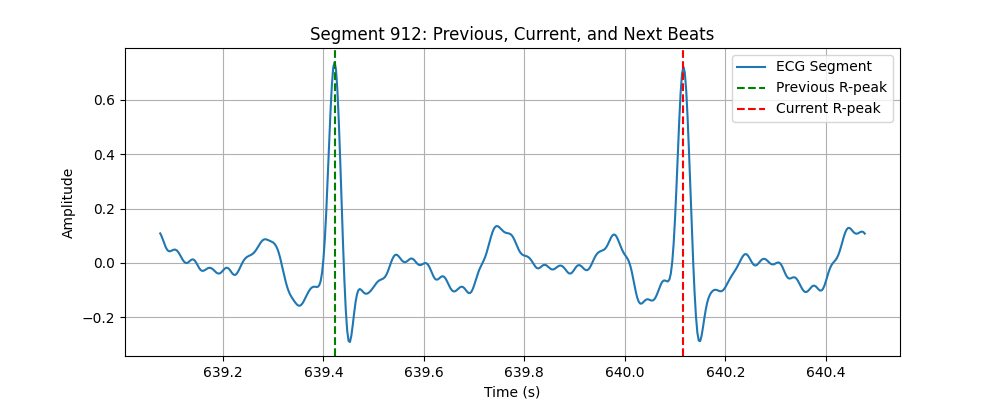 Segment 912: Previous, Current, and Next Beats
ECG Segment
Previous R-peak
Current R-peak
Amplitude
0.6
0.4
0.2
0.0
−0.2
639.2 639.4 639.6 639.8 640.0 640.2 640.4
Time (s)